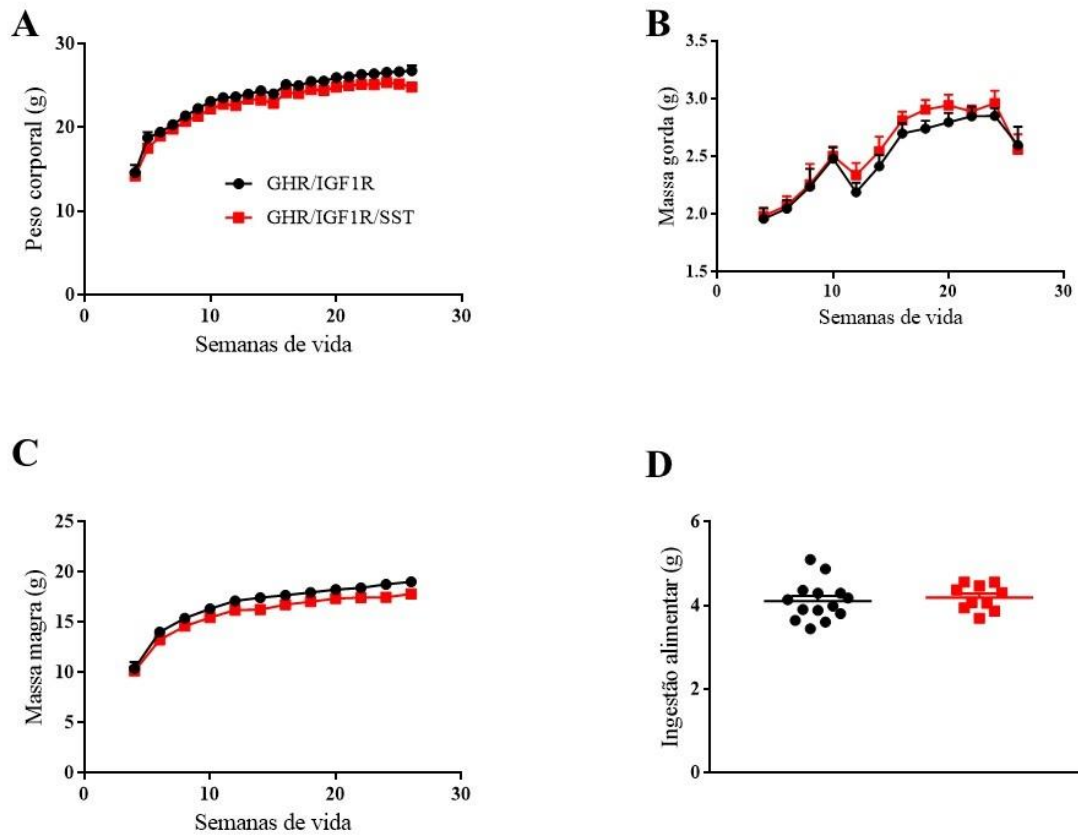 A
Peso corporal (g)
30
20
10
0
GHR/IGF1R
GHR/IGF1R/SST
0
10
20
30
Semanas de vida
B
Massa gorda (g)
3.5
3.0
2.5
2.0
1.5
0
10
20
30
Semanas de vida
C
Massa magra (g)
25
20
15
10
5
0
0
10
20
30
Semanas de vida
D
Ingestão alimentar (g)
6
4
2
0